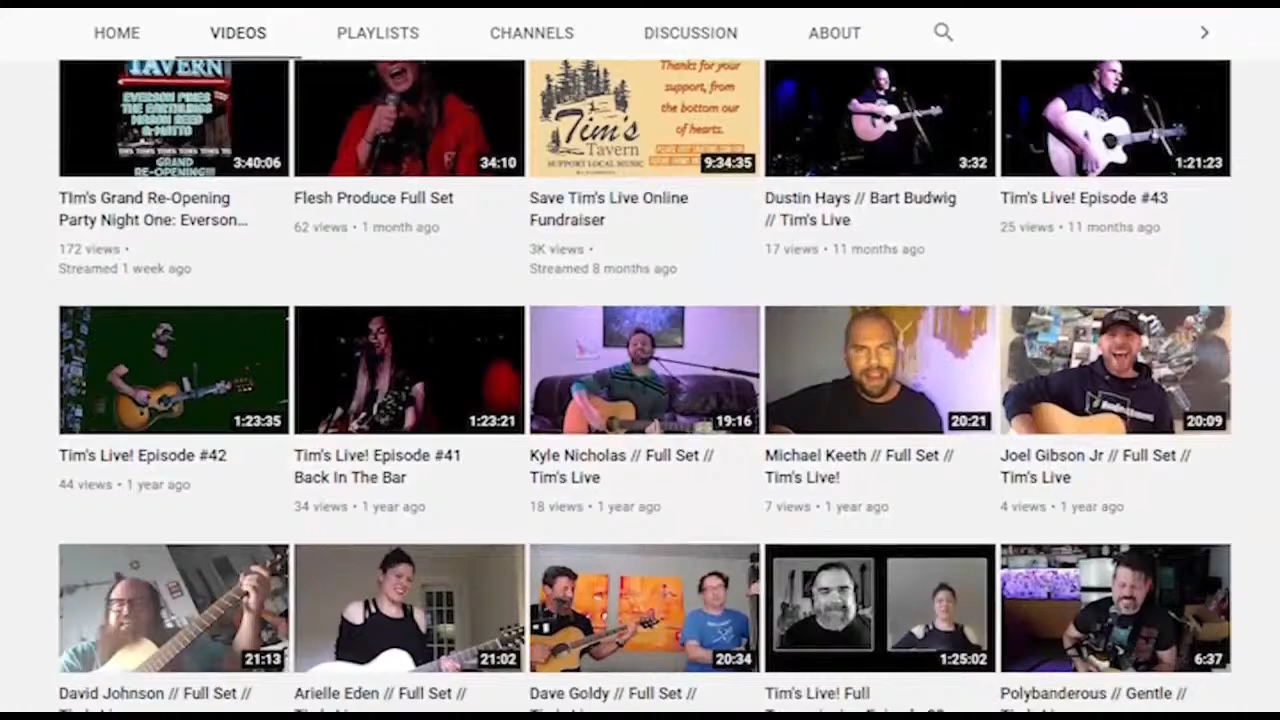 HOME VIDEOS PLAYLISTS CHANNELS DISCUSSION ABOUT
TAVERN
EVERSON PINES
THE EARTHLINGS
MASON REED
GRAND
RE-OPENING!!!
3:40:06
34:10
Thanks for your
support, from
the bottom our
of hearts.
Tim's
Tavern
SUPPORT LOCAL MUSIC
9:34:35
3:32
1:21:23
TIm's Grand Re-Opening
Party Night One: Everson...
172 views •
Streamed 1 week ago
Flesh Produce Full Set
62 views • 1 month ago
Save Tim's Live Online
Fundraiser
3K views •
Streamed 8 months ago
Dustin Hays // Bart Budwig
// Tim's Live
17 views • 11 months ago
Tim's Live! Episode #43
25 views • 11 months ago
1:23:35
1:23:21
19:16
20:21
20:09
Tim's Live! Episode #42
44 views • 1 year ago
Tim's Live! Episode #41
Back In The Bar
34 views • 1 year ago
Kyle Nicholas // Full Set //
Tim's Live
18 views • 1 year ago
Michael Keeth // Full Set //
Tim's Live!
7 views • 1 year ago
Joel Gibson Jr // Full Set //
Tim's Live
4 views • 1 year ago
21:13
21:02
20:34
1:25:02
6:37
David Johnson // Full Set //
Arielle Eden // Full Set //
Dave Goldy // Full Set //
Tim's Live! Full
Polybanderous // Gentle //